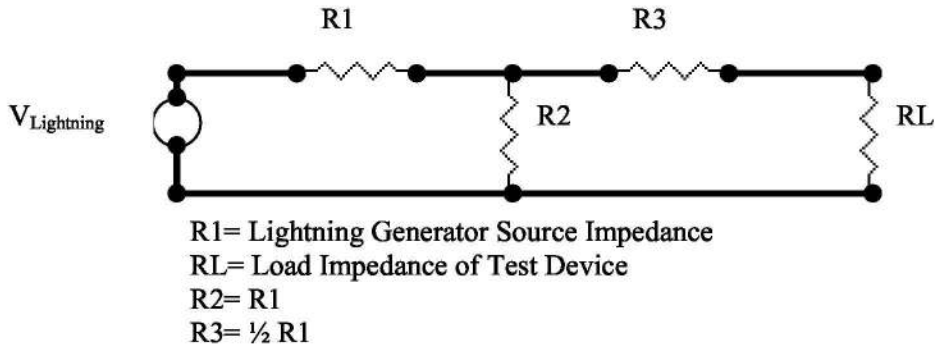 R1
R3
V Lightning
R2
RL
R1= Lightning Generator Source Impedance
RL= Load Impedance of Test Device
R2= R1
R3= ½ R1